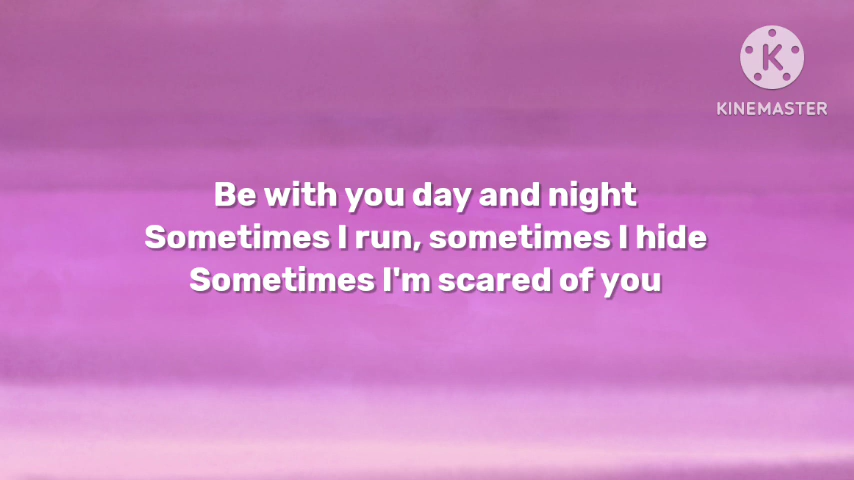 K
KINEMASTER
Be with you day and night
Sometimes I run, sometimes I hide
Sometimes I'm scared of you